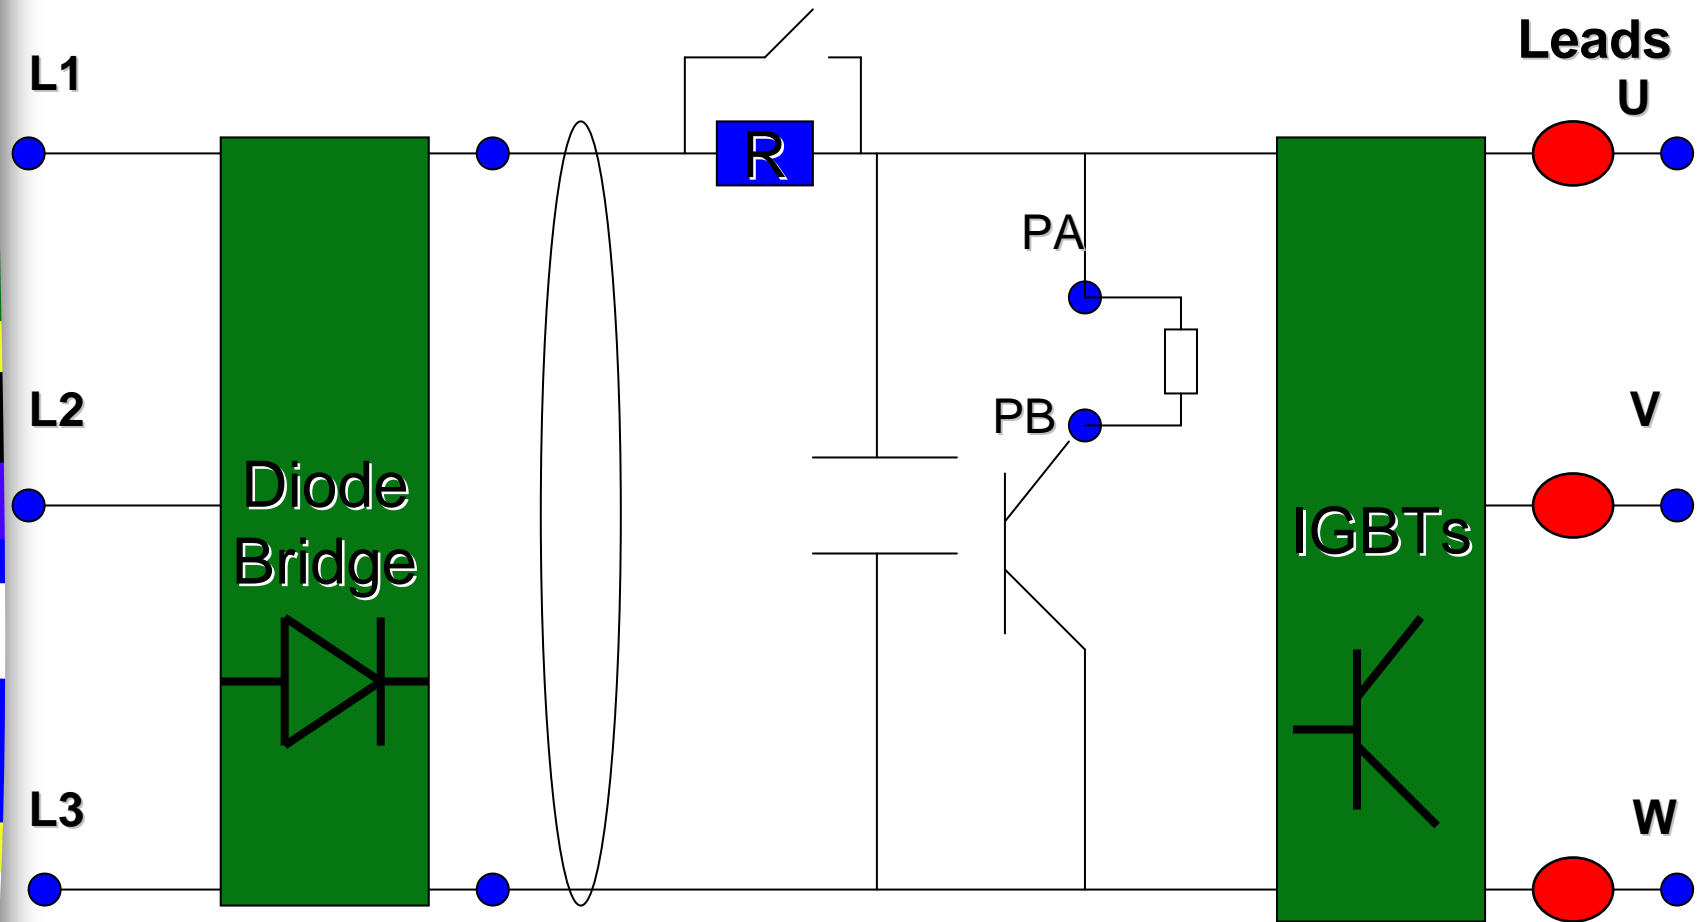 Leads
L1
U
R
PA
L2
PB
V
Diode
Bridge
IGBTs
L3
W